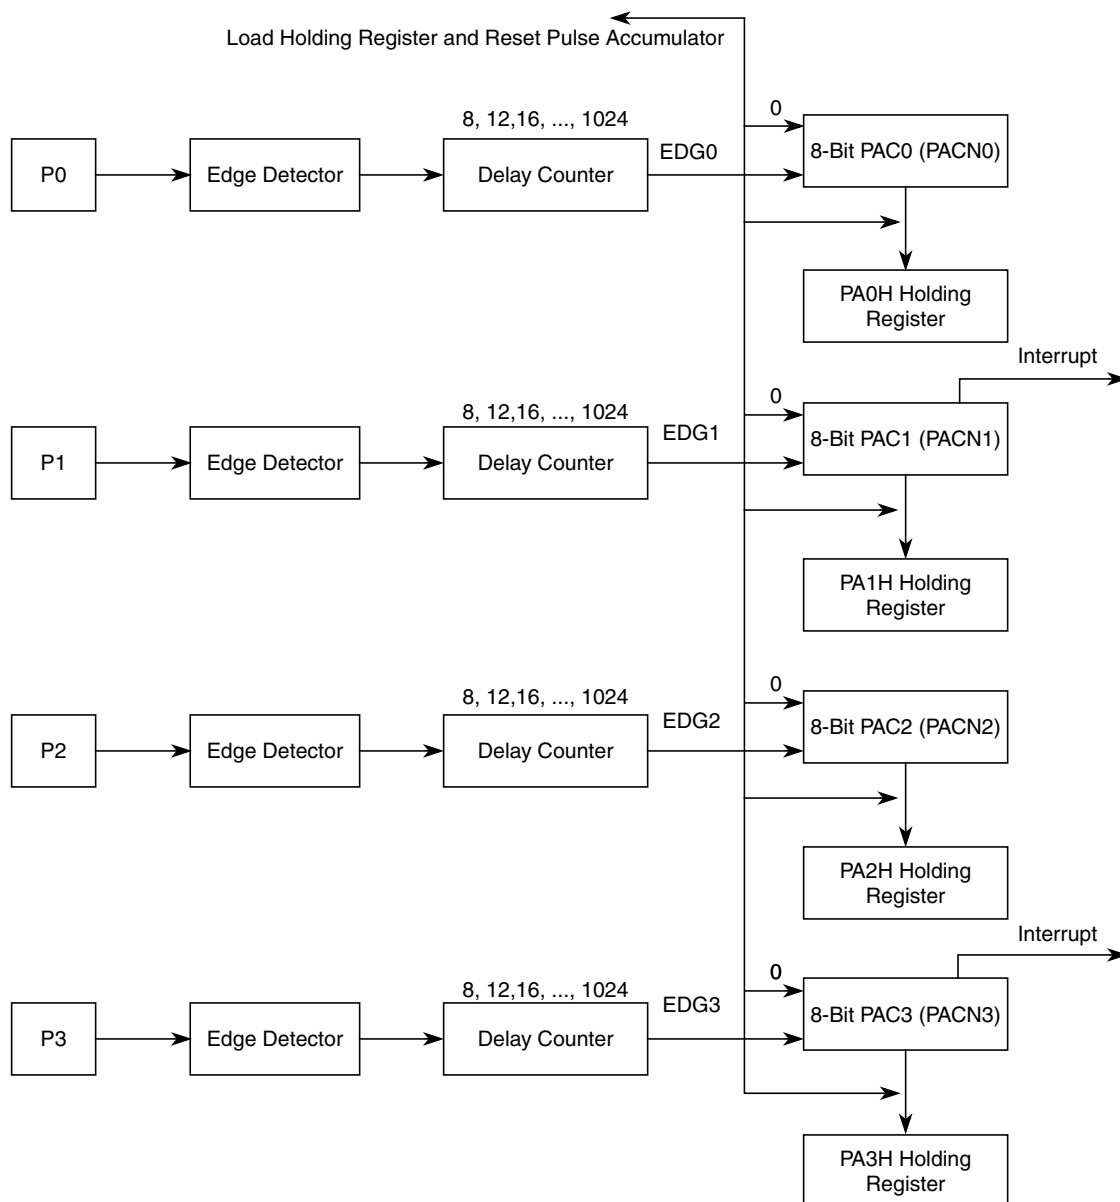 Load Holding Register and Reset Pulse Accumulator
0
8, 12,16, ..., 1024
P0
Edge Detector
Delay Counter
EDG0
8-Bit PAC0 (PACN0)
PA0H Holding
Register
Interrupt
0
8, 12,16, ..., 1024
P1
Edge Detector
Delay Counter
EDG1
8-Bit PAC1 (PACN1)
PA1H Holding
Register
0
8, 12,16, ..., 1024
P2
Edge Detector
Delay Counter
EDG2
8-Bit PAC2 (PACN2)
PA2H Holding
Register
Interrupt
0
8, 12,16, ..., 1024
P3
Edge Detector
Delay Counter
EDG3
8-Bit PAC3 (PACN3)
PA3H Holding
Register